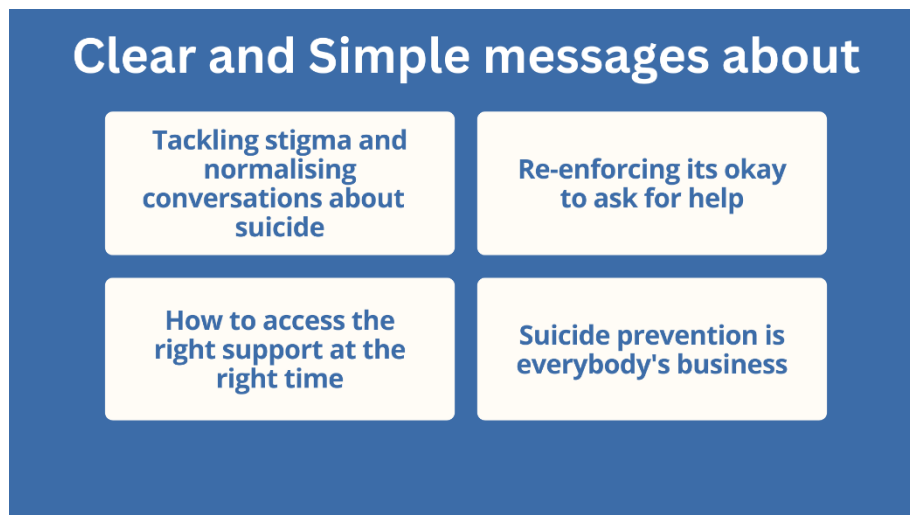 Clear and Simple messages about
Tackling stigma and
normalising
conversations about
suicide
Re-enforcing its okay
to ask for help
How to access the
right support at the
right time
Suicide prevention is
everybody's business